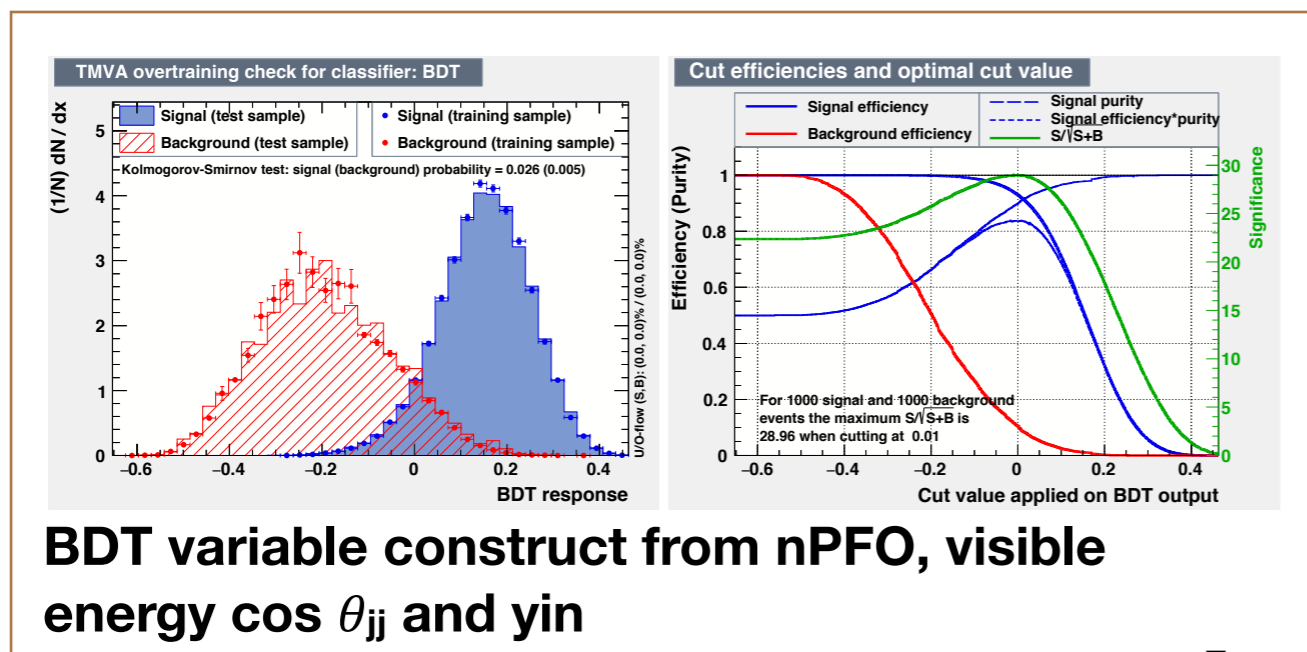 TMVA overtraining check for classifier: BDT
Signal (test sample)
Background (test sample)
Signal (training sample)
Background (training sample)
Kolmogorov-Smirnov test: signal (background) probability = 0.026 (0.005)
(1/N) dN / dx
5
4
3
2
1
0
−0.6 −0.4 −0.2 0 0.2 0.4
BDT response
U/O-flow (S,B): (0.0, 0.0)% / (0.0, 0.0)%
Cut efficiencies and optimal cut value
Signal efficiency
Background efficiency
Signal purity
Signal efficiency*purity
S/√S+B
Efficiency (Purity)
1
0.8
0.6
0.4
0.2
0
30
25
20
15
10
5
0
Significance
For 1000 signal and 1000 background
events the maximum S/√S+B is
28.96 when cutting at 0.01
−0.6 −0.4 −0.2 0 0.2 0.4
Cut value applied on BDT output
BDT variable construct from nPFO, visible
energy cos θjj and yin